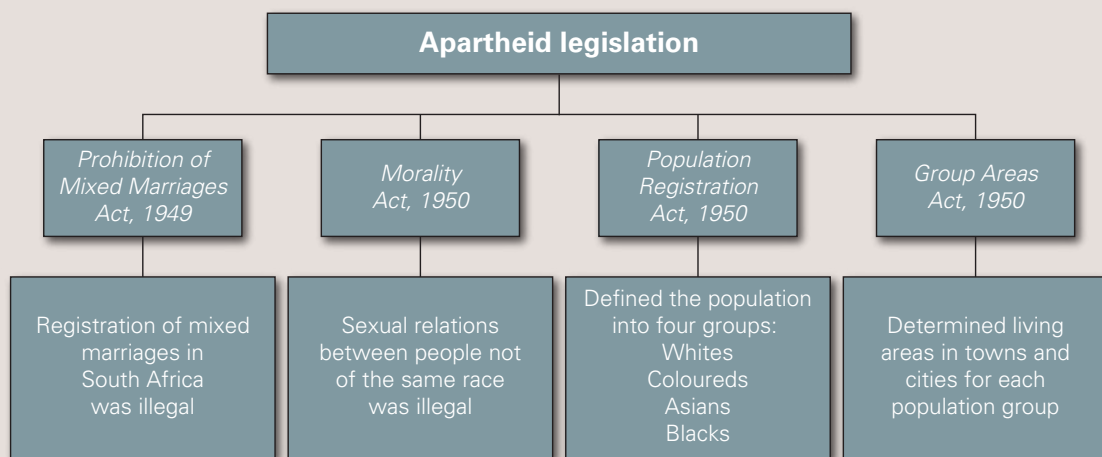 Apartheid legislation
Prohibition of
Mixed Marriages
Act, 1949
Morality
Act, 1950
Population
Registration
Act, 1950
Group Areas
Act, 1950
Registration of mixed
marriages in
South Africa
was illegal
Sexual relations
between people not
of the same race
was illegal
Defined the population
into four groups:
Whites
Coloureds
Asians
Blacks
Determined living
areas in towns and
cities for each
population group